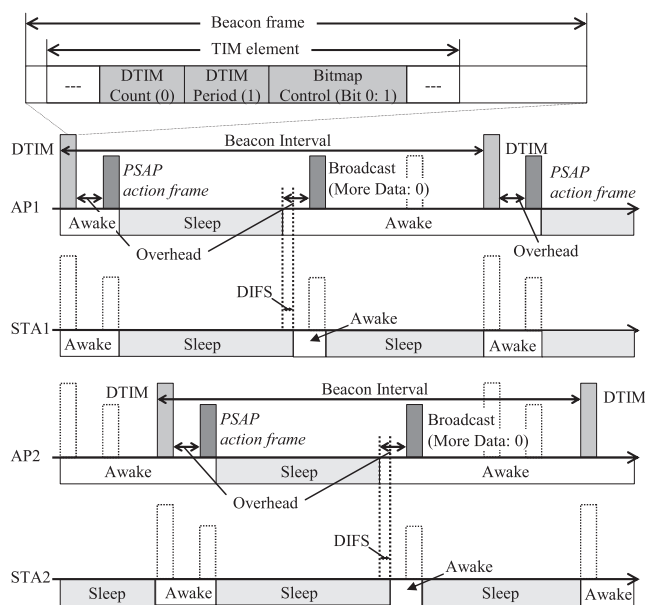 Beacon frame
TIM element
---
DTIM
Count (0)
DTIM
Period (1)
Bitmap
Control (Bit 0: 1)
---
DTIM
Beacon Interval
DTIM
PSAP
action frame
Broadcast
(More Data: 0)
PSAP
action frame
AP1
Awake
Sleep
Awake
Overhead
Overhead
DIFS
Awake
STA1
Awake
Sleep
Sleep
Awake
DTIM
Beacon Interval
DTIM
PSAP
action frame
Broadcast
(More Data: 0)
AP2
Awake
Sleep
Awake
Overhead
DIFS
Awake
STA2
Sleep
Awake
Sleep
Sleep
Awake